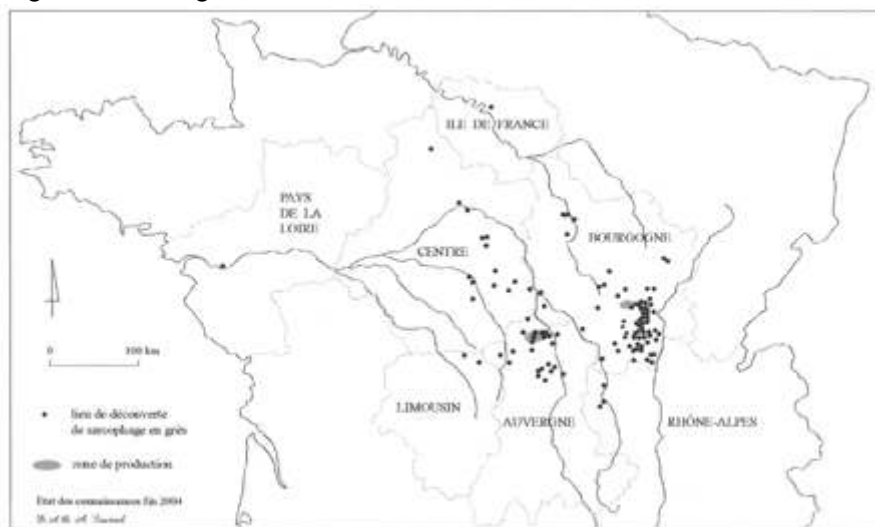 ILE DE FRANCE
PAYS
DE LA
LOIRE
BOURGOGNE
CENTRE
0 100 km
LIMOUSIN
AUVERGNE
RHÔNE-ALPES
lieu de découverte
de sarcophage en grès
zone de production
Etat des connaissances fin 2004